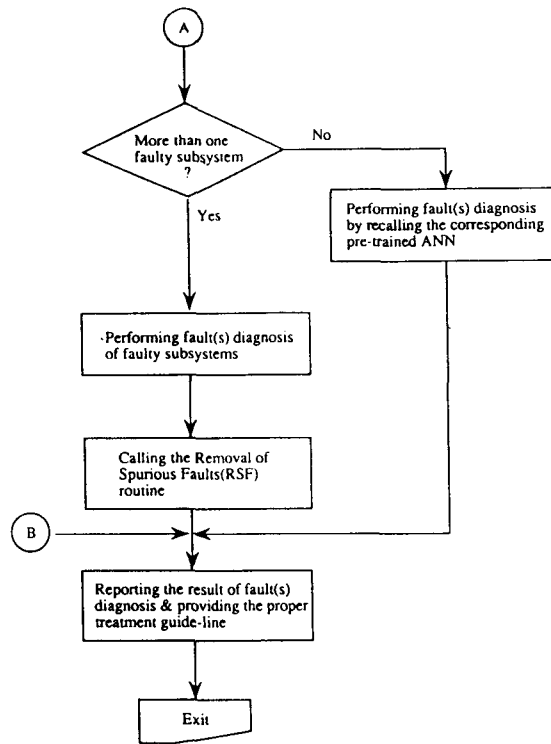 A
More than one
faulty subsystem
?
No
Yes
Performing fault(s) diagnosis
by recalling the corresponding
pre-trained ANN
Performing fault(s) diagnosis
of faulty subsystems
Calling the Removal of
Spurious Faults(RSF)
routine
B
Reporting the result of fault(s)
diagnosis & providing the proper
treatment guide-line
Exit